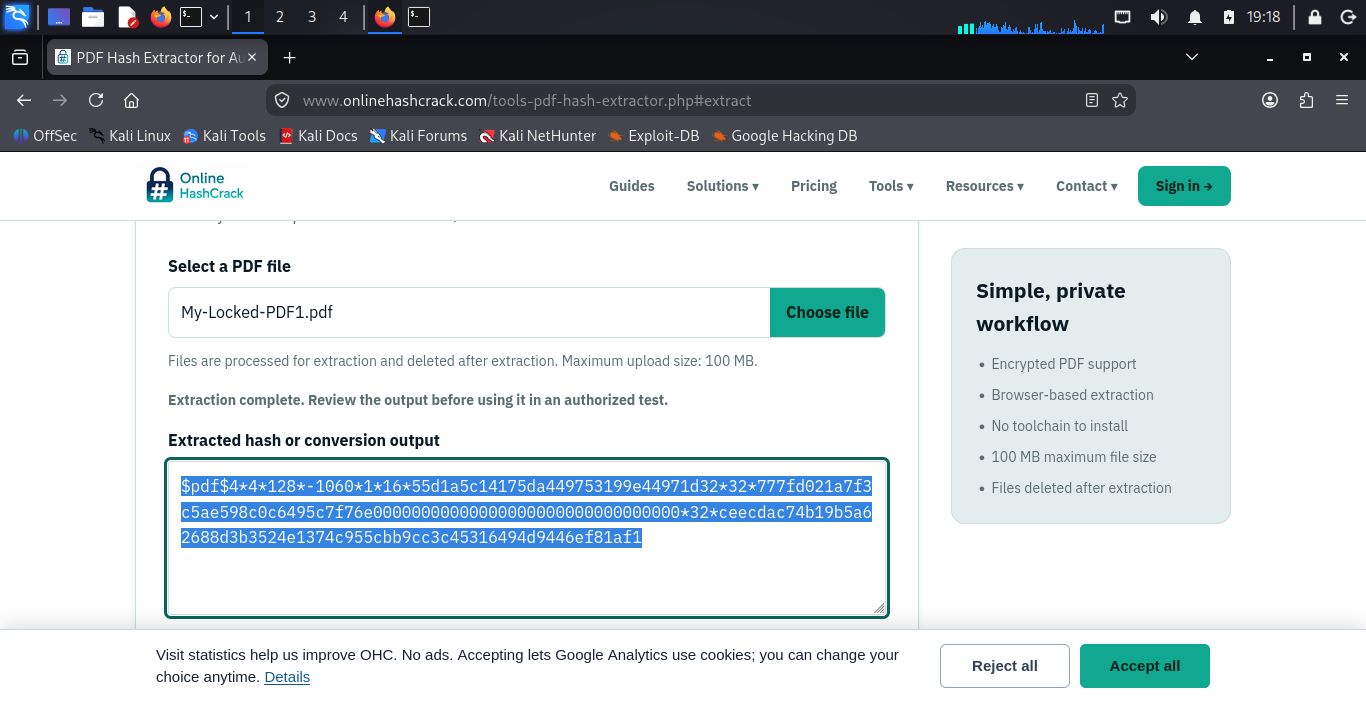 1 2 3 4 19:18
PDF Hash Extractor for Au
www.onlinehashcrack.com/tools-pdf-hash-extractor.php#extract
OffSec Kali Linux Kali Tools Kali Docs Kali Forums Kali NetHunter Exploit-DB Google Hacking DB
Online
HashCrack
Guides Solutions ▾ Pricing Tools ▾ Resources ▾ Contact ▾ Sign in →
Select a PDF file
My-Locked-PDF1.pdf Choose file
Files are processed for extraction and deleted after extraction. Maximum upload size: 100 MB.
Extraction complete. Review the output before using it in an authorized test.
Extracted hash or conversion output
$pdf$4*4*128*-1060*1*16*55d1a5c14175da449753199e44971d32*32*777fd021a7f3
c5ae598c0c6495c7f76e00000000000000000000000000000000*32*ceecdac74b19b5a6
2688d3b3524e1374c955cbb9cc3c45316494d9446ef81af1
Simple, private
workflow
• Encrypted PDF support
• Browser-based extraction
• No toolchain to install
• 100 MB maximum file size
• Files deleted after extraction
Visit statistics help us improve OHC. No ads. Accepting lets Google Analytics use cookies; you can change your
choice anytime. Details
Reject all Accept all